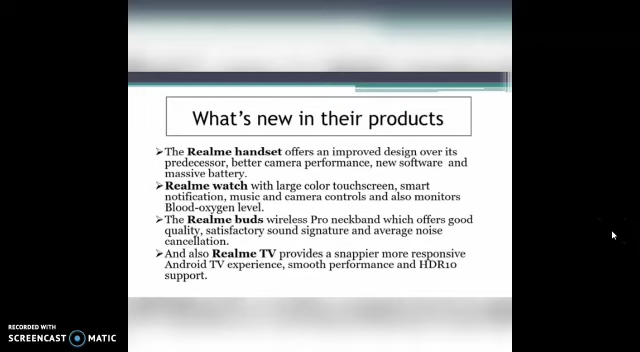 What's new in their products
➢The Realme handset offers an improved design over its
predecessor, better camera performance, new software and
massive battery.
➢Realme watch with large color touchscreen, smart
notification, music and camera controls and also monitors
Blood-oxygen level.
➢The Realme buds wireless Pro neckband which offers good
quality, satisfactory sound signature and average noise
cancellation.
➢And also Realme TV provides a snappier more responsive
Android TV experience, smooth performance and HDR10
support.
RECORDED WITH
SCREENCAST MATIC